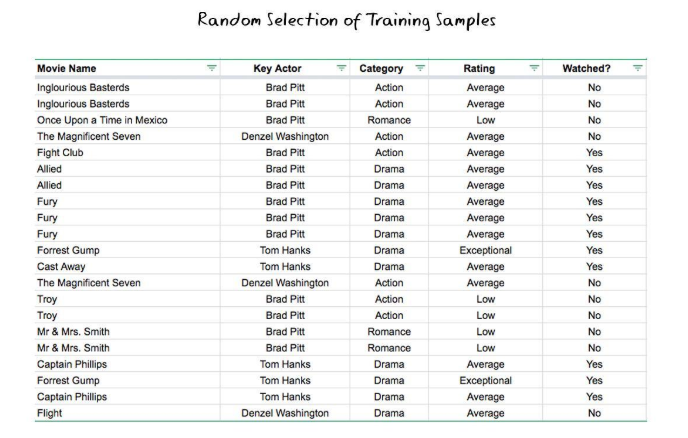 Random Selection of Training Samples
Movie Name Key Actor Category Rating Watched?
Inglourious Basterds Brad Pitt Action Average No
Inglourious Basterds Brad Pitt Action Average No
Once Upon a Time in Mexico Brad Pitt Romance Low No
The Magnificent Seven Denzel Washington Action Average No
Fight Club Brad Pitt Action Average Yes
Allied Brad Pitt Drama Average Yes
Allied Brad Pitt Drama Average Yes
Fury Brad Pitt Drama Average Yes
Fury Brad Pitt Drama Average Yes
Fury Brad Pitt Drama Average Yes
Forrest Gump Tom Hanks Drama Exceptional Yes
Cast Away Tom Hanks Drama Average Yes
The Magnificent Seven Denzel Washington Action Average No
Troy Brad Pitt Action Low No
Troy Brad Pitt Action Low No
Mr & Mrs. Smith Brad Pitt Romance Low No
Mr & Mrs. Smith Brad Pitt Romance Low No
Captain Phillips Tom Hanks Drama Average Yes
Forrest Gump Tom Hanks Drama Exceptional Yes
Captain Phillips Tom Hanks Drama Average Yes
Flight Denzel Washington Drama Average No